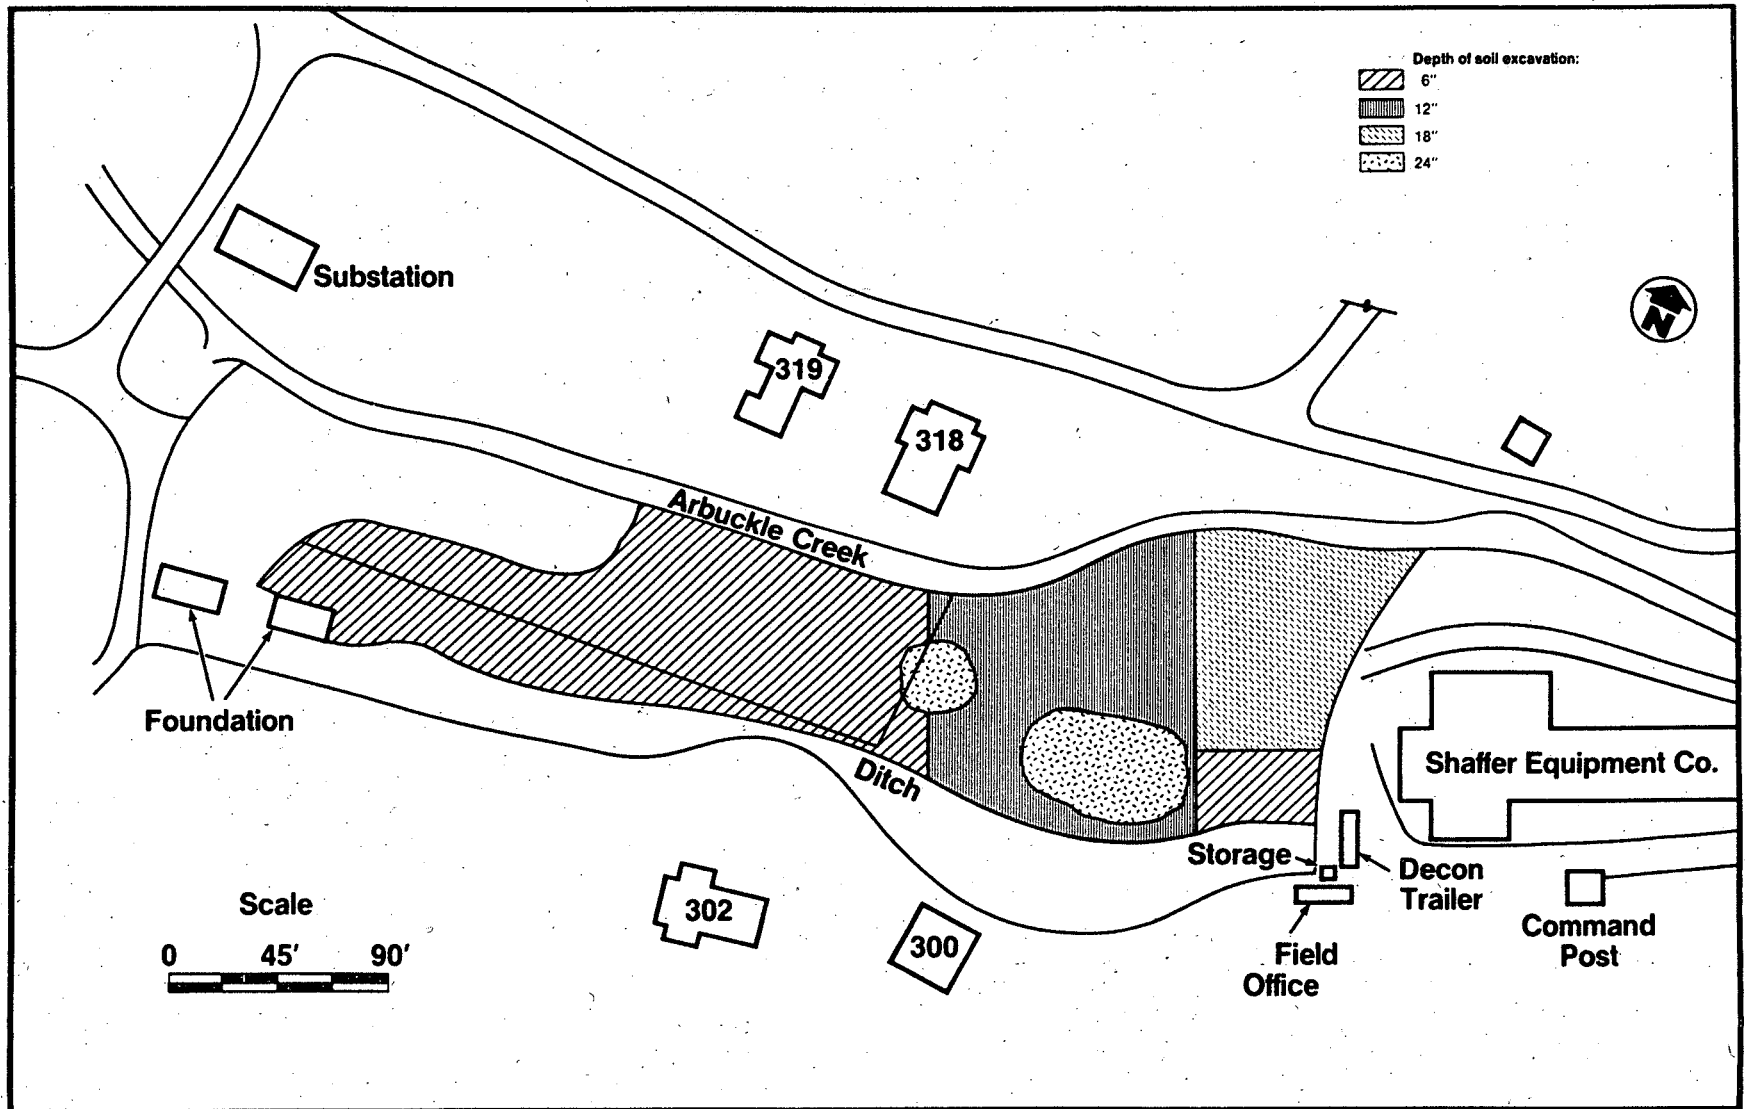 Depth of soil excavation:
6"
12"
18"
24"
Substation
N
319
318
Arbuckle Creek
Foundation
Shaffer Equipment Co.
Ditch
Storage
Decon
Trailer
Scale
0 45' 90'
302
300
Field
Office
Command
Post